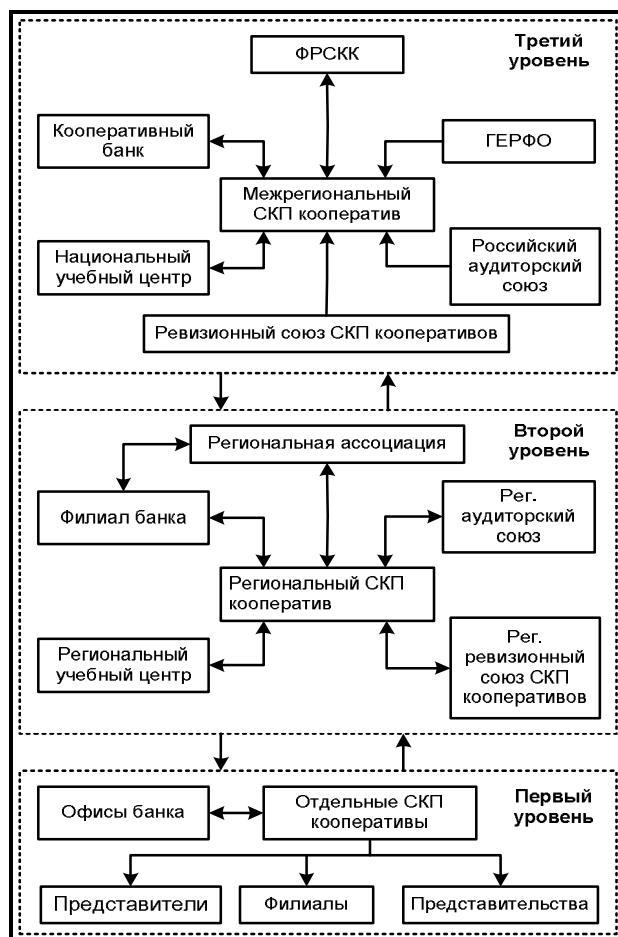 Третий
уровень
ФРСКК
Кооперативный
банк
ГЕРФО
Межрегиональный
СКП кооператив
Национальный
учебный центр
Российский
аудиторский
союз
Ревизионный союз СКП кооперативов
Второй
уровень
Региональная ассоциация
Филиал банка
Рег.
аудиторский
союз
Региональный СКП
кооператив
Региональный
учебный центр
Рег.
ревизионный
союз СКП
кооперативов
Первый
уровень
Офисы банка
Отдельные СКП
кооперативы
Представители
Филиалы
Представительства